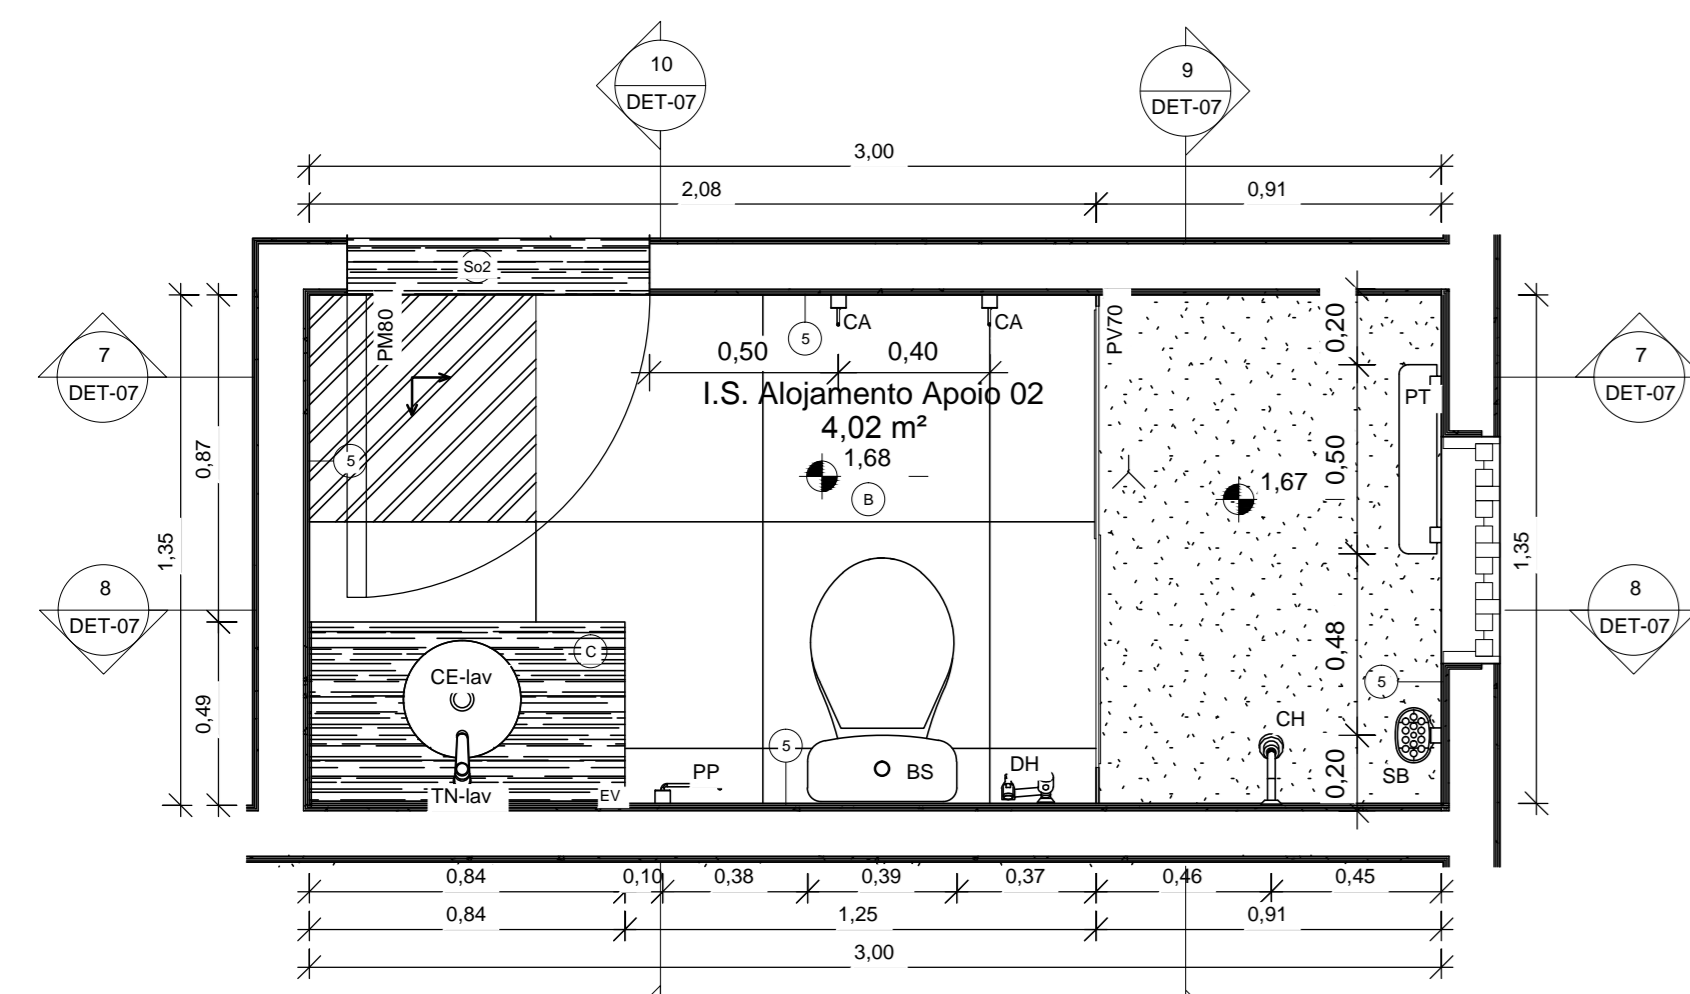 10
DET-07
9
DET-07
3,00
2,08
0,91
So2
PM80
CA
CA
PV70
0,20
5
0,50
0,40
7
DET-07
7
DET-07
I.S. Alojamento Apoio 02
4,02 m²
1,68
B
1,67
PT
0,87
5
0,50
1,35
1,35
8
DET-07
8
DET-07
C
CE-lav
0,48
5
0,49
5
CH
PP
BS
DH
SB
0,20
TN-lav
EV
0,84
0,10
0,38
0,39
0,37
0,46
0,45
0,84
1,25
0,91
3,00